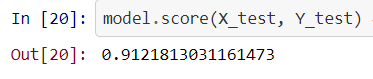 In [20]: model.score(X_test, Y_test)
Out[20]: 0.9121813031161473